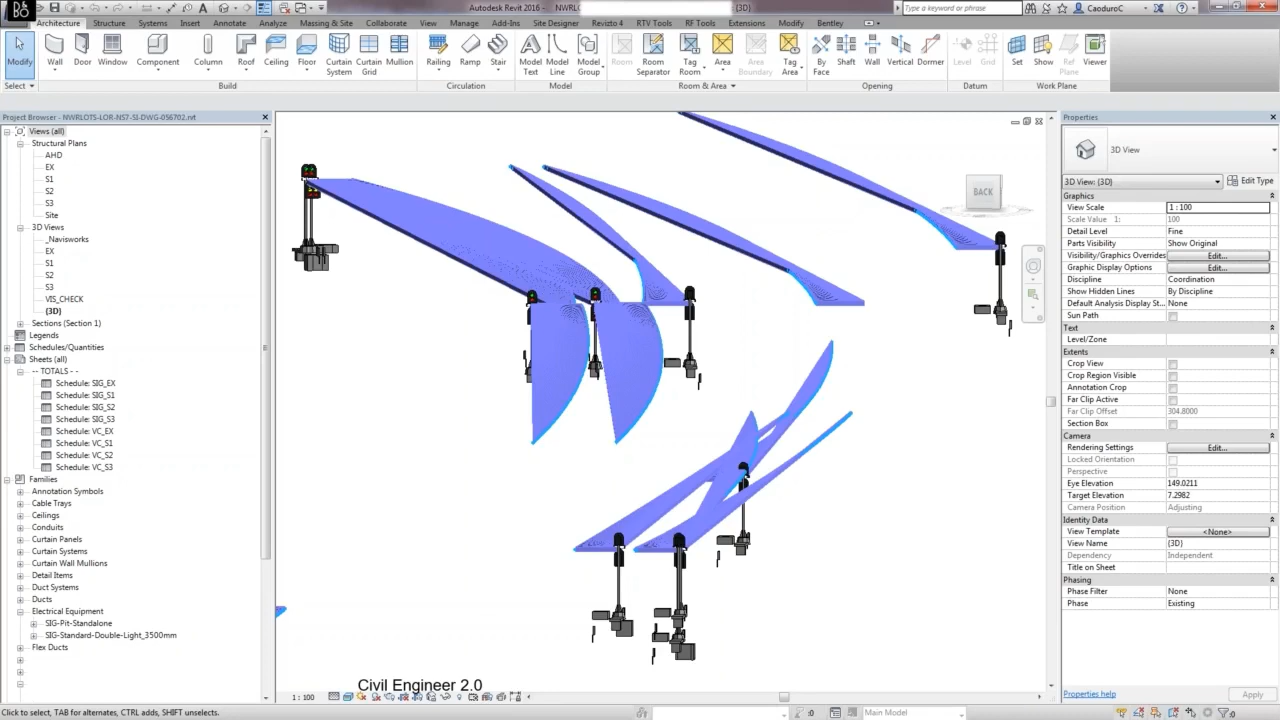 Autodesk Revit 2016 -
NWRLO
{3D}
Type a keyword or phrase
CaduroC
Architecture Structure Systems Insert Annotate Analyze Massing & Site Collaborate View Manage Add-Ins Site Designer Revizto 4 RTV Tools RF Tools Extensions Modify Bentley
Modify Wall Door Window Component Column Roof Ceiling Floor Curtain System Curtain Grid Mullion Railing Ramp Stair Model Text Model Line Model Group Room Room Separator Tag Room Area Area Boundary Tag Area By Face Shaft Wall Vertical Dormer Level Grid Set Show Ref Plane Viewer
Select Build Circulation Model Room & Area Opening Datum Work Plane
Project Browser - NWRLOTS-LOR-NS7-SI-DWG-056702.rvt
Views (all)
Structural Plans
AHD
EX
S1
S2
S3
Site
3D Views
_Navisworks
EX
S1
S2
S3
VIS_CHECK
{3D}
Sections (Section 1)
Legends
Schedules/Quantities
Sheets (all)
-- TOTALS - -
Schedule: SIG_EX
Schedule: SIG_S1
Schedule: SIG_S2
Schedule: SIG_S3
Schedule: VC_EX
Schedule: VC_S1
Schedule: VC_S2
Schedule: VC_S3
Families
Annotation Symbols
Cable Trays
Ceilings
Conduits
Curtain Panels
Curtain Systems
Curtain Wall Mullions
Detail Items
Duct Systems
Ducts
Electrical Equipment
SIG-Pit-Standalone
SIG-Standard-Double-Light_3500mm
Flex Ducts
BACK
Civil Engineer 2.0
1 : 100
Properties
3D View
3D View: {3D} Edit Type
Graphics
View Scale 1 : 100
Scale Value 1: 100
Detail Level Fine
Parts Visibility Show Original
Visibility/Graphics Overrides Edit...
Graphic Display Options Edit...
Discipline Coordination
Show Hidden Lines By Discipline
Default Analysis Display St... None
Sun Path
Text
Level/Zone
Extents
Crop View
Crop Region Visible
Annotation Crop
Far Clip Active
Far Clip Offset 304.8000
Section Box
Camera
Rendering Settings Edit...
Locked Orientation
Perspective
Eye Elevation 149.0211
Target Elevation 7.2982
Camera Position Adjusting
Identity Data
View Template <None>
View Name {3D}
Dependency Independent
Title on Sheet
Phasing
Phase Filter None
Phase Existing
Properties help Apply
Click to select, TAB for alternates, CTRL adds, SHIFT unselects.
:0
Main Model
:0